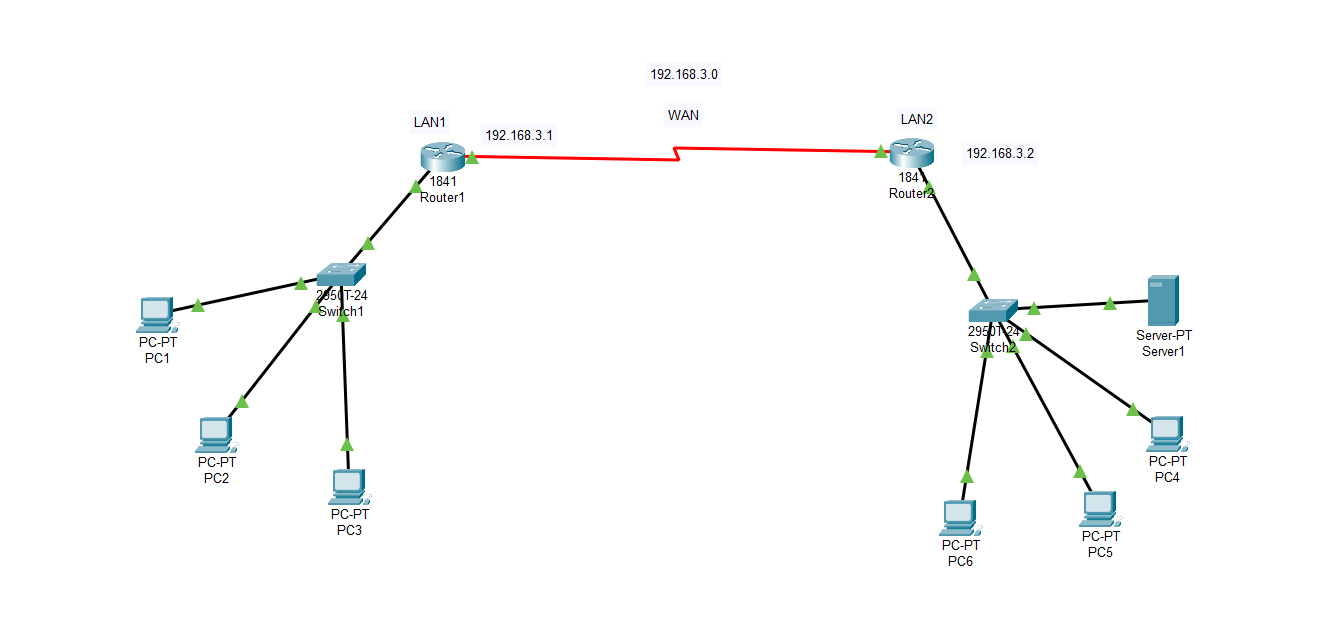 192.168.3.0
WAN
LAN1
192.168.3.1
LAN2
192.168.3.2
1841
Router1
1841
Router2
2950T-24
Switch1
PC-PT
PC1
PC-PT
PC2
PC-PT
PC3
2950T-24
Switch2
Server-PT
Server1
PC-PT
PC4
PC-PT
PC5
PC-PT
PC6